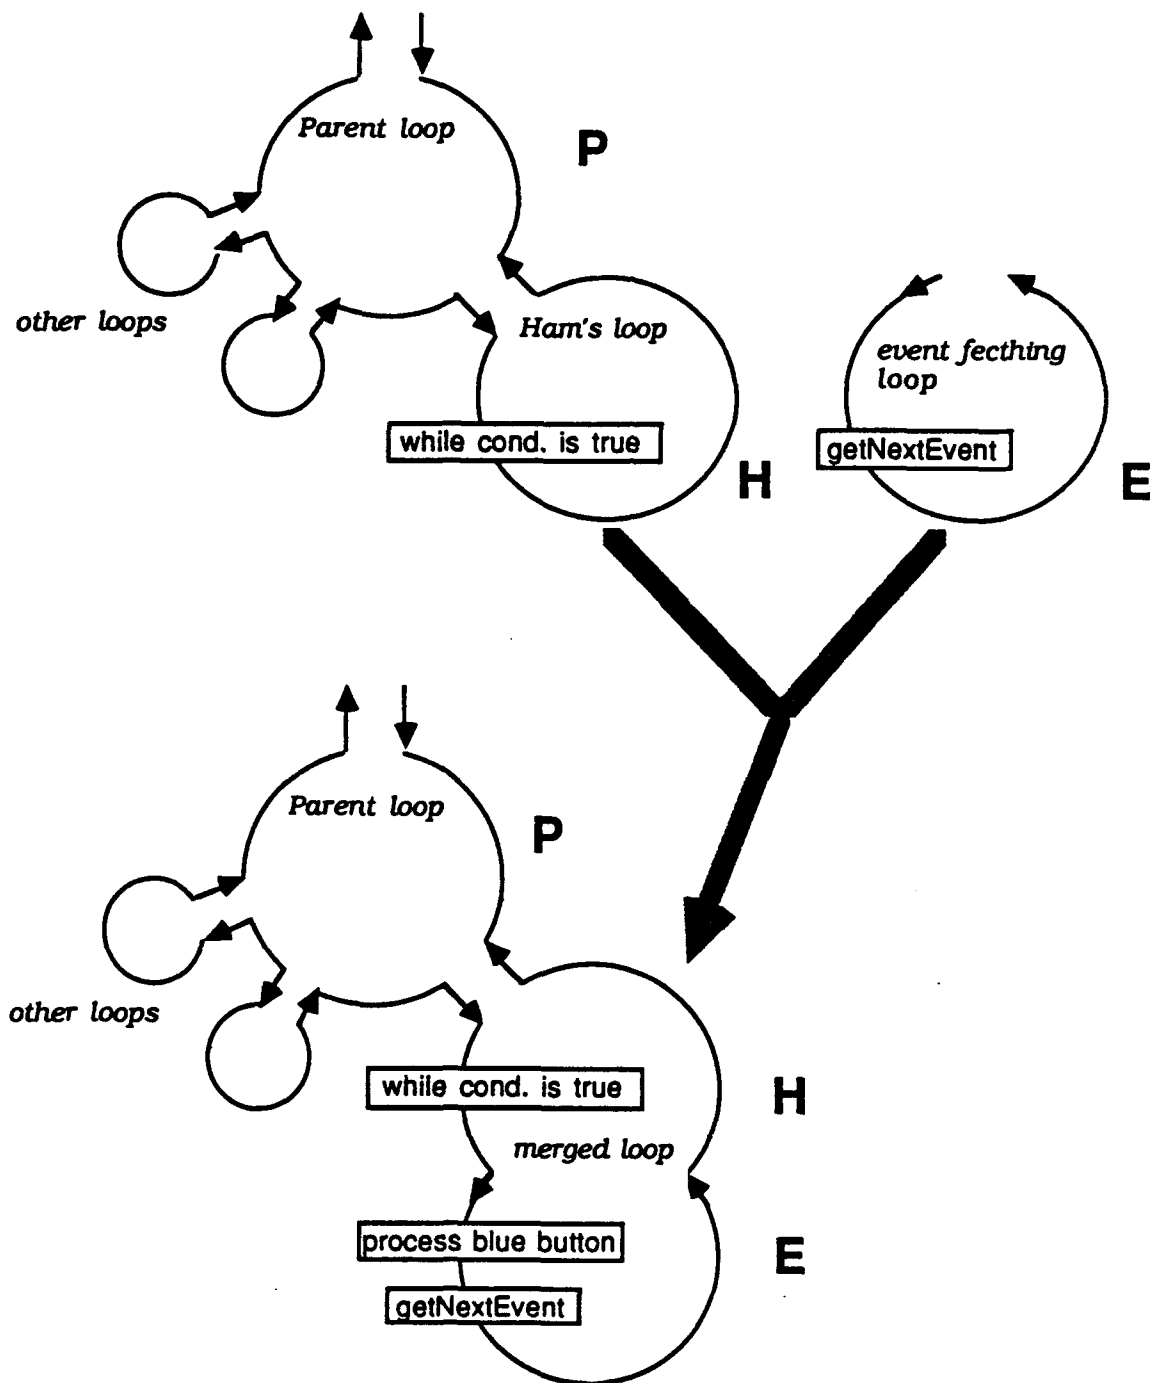 Parent loop
P
other loops
Ham's loop
event fecthing
loop
while cond. is true
getNextEvent
H
E
Parent loop
P
other loops
while cond. is true
H
merged loop
process blue button
E
getNextEvent